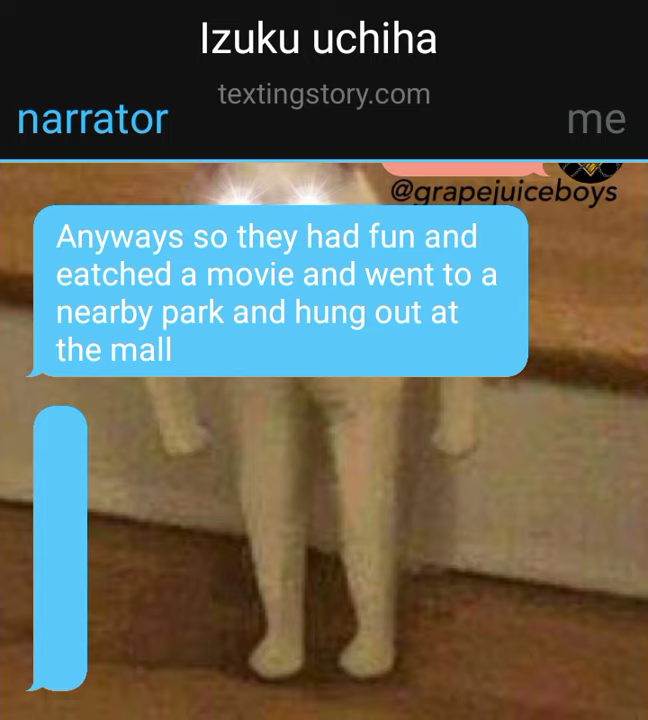 Izuku uchiha
textingstory.com
narrator
me
@grapejuiceboys
Anyways so they had fun and
eatched a movie and went to a
nearby park and hung out at
the mall